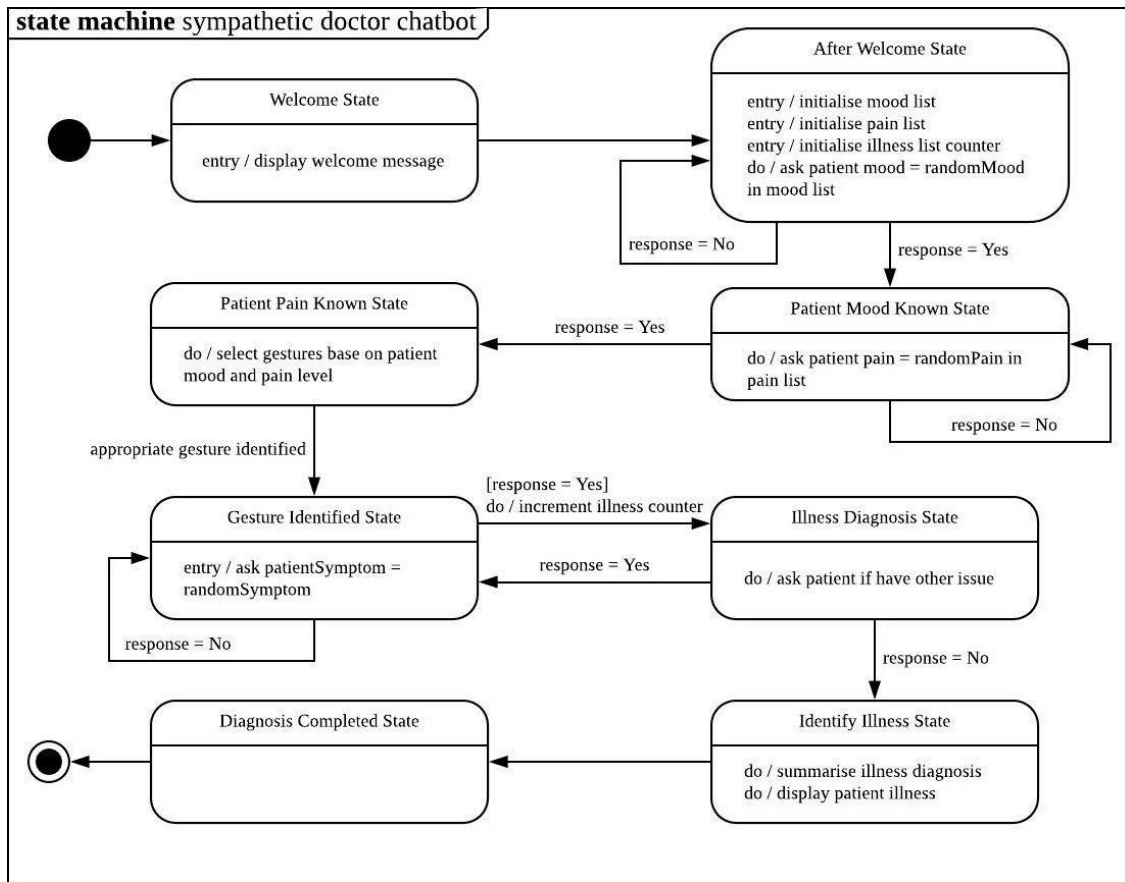 state machine sympathetic doctor chatbot
Welcome State
entry / display welcome message
After Welcome State
entry / initialise mood list
entry / initialise pain list
entry / initialise illness list counter
do / ask patient mood = randomMood
in mood list
response = No
response = Yes
Patient Mood Known State
do / ask patient pain = randomPain in
pain list
response = No
response = Yes
Patient Pain Known State
do / select gestures base on patient
mood and pain level
appropriate gesture identified
Gesture Identified State
entry / ask patientSymptom =
randomSymptom
response = No
[response = Yes]
do / increment illness counter
response = Yes
Illness Diagnosis State
do / ask patient if have other issue
response = No
Identify Illness State
do / summarise illness diagnosis
do / display patient illness
Diagnosis Completed State